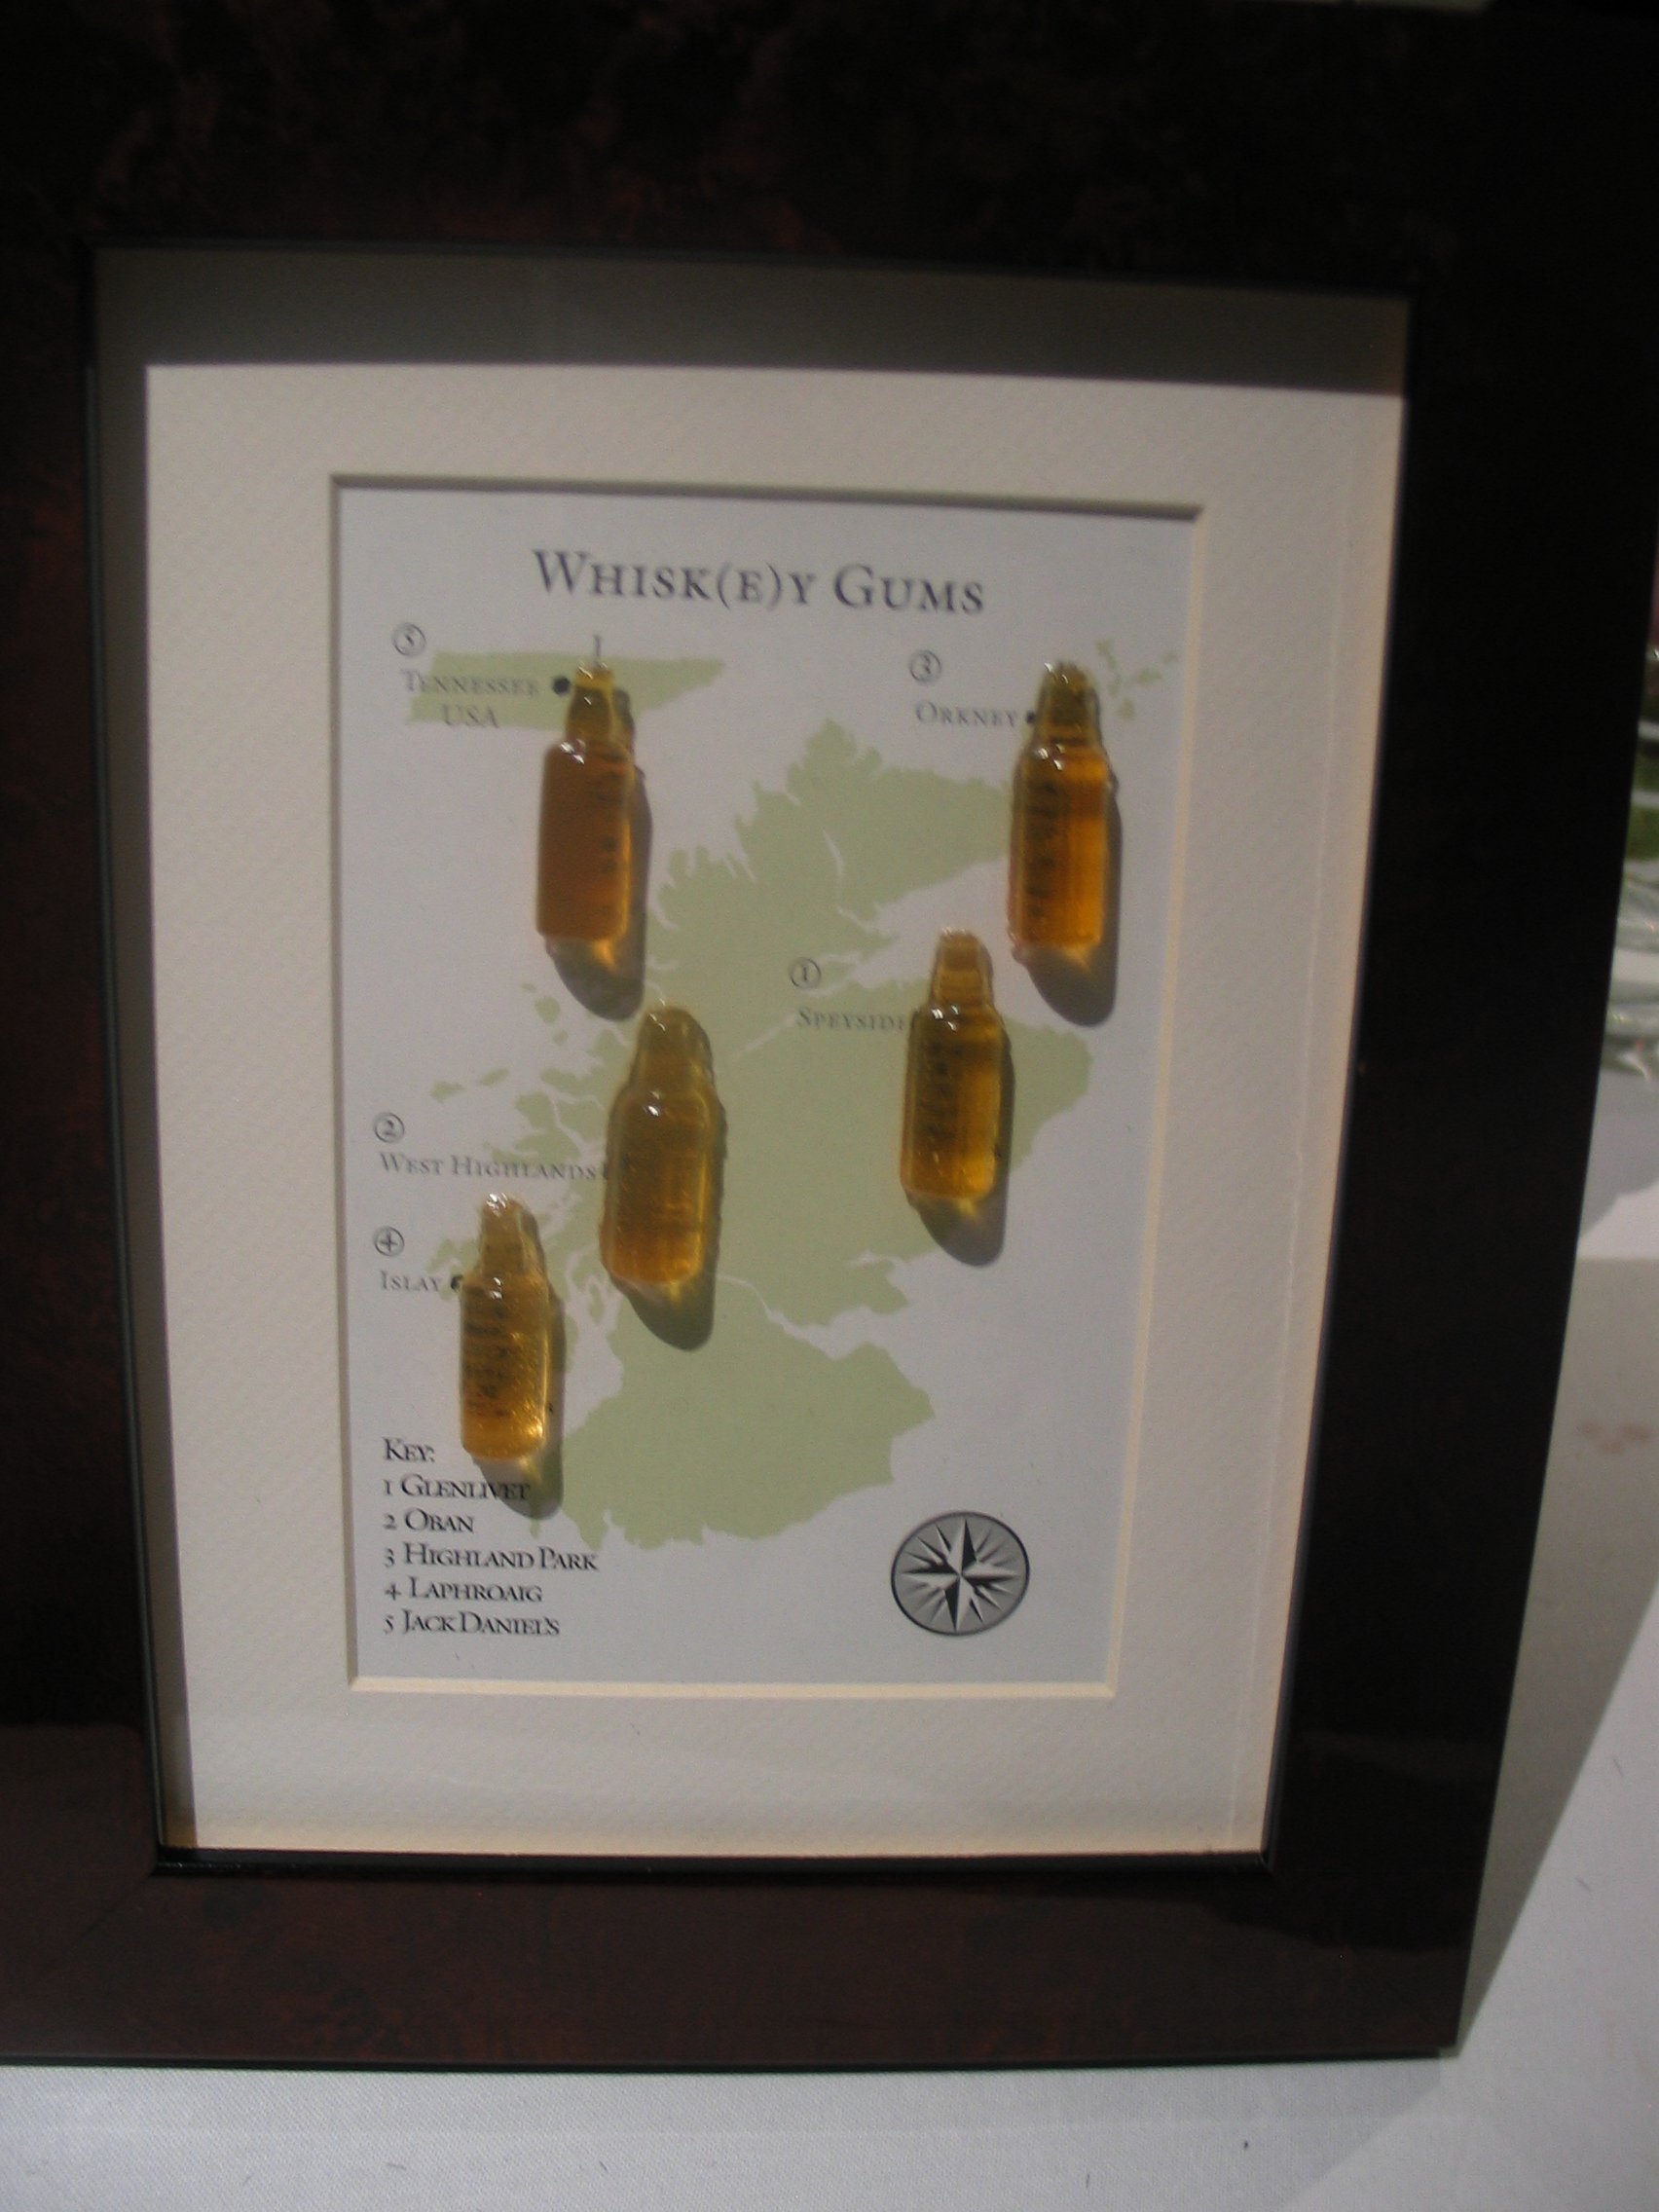 WHISK(E)Y GUMS
5
TENNESSEE
USA
3
ORKNEY
1
SPEYSIDE
2
WEST HIGHLANDS
4
ISLAY
KEY:
1 GLENLIVET
2 OBAN
3 HIGHLAND PARK
4 LAPHROAIG
5 JACK DANIEL'S